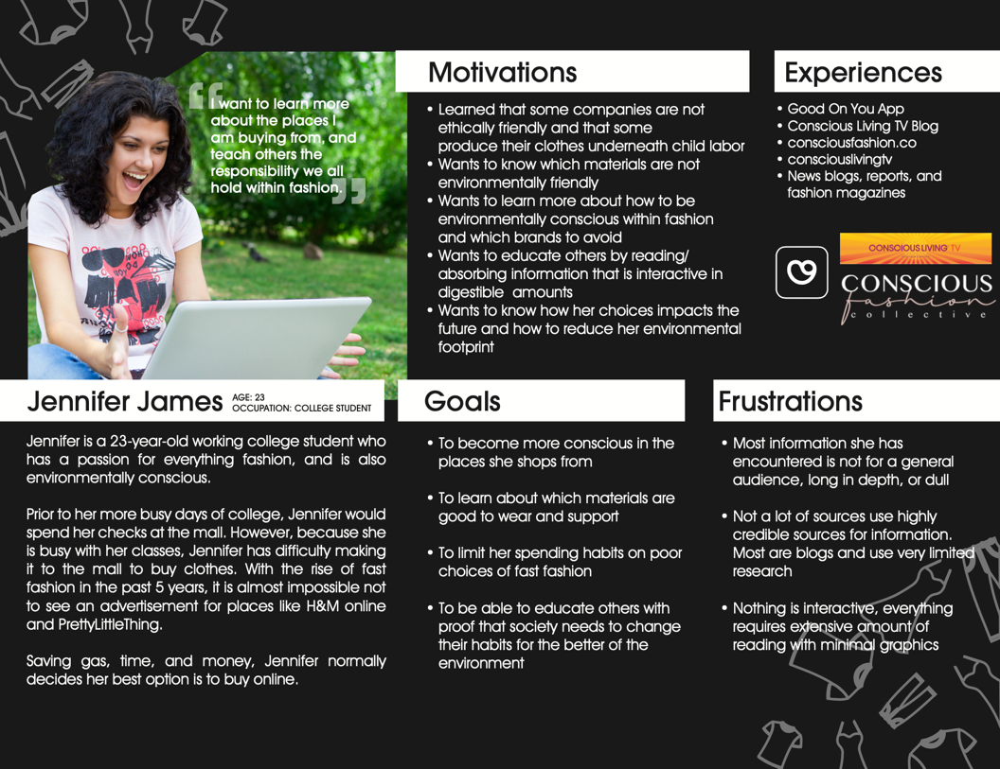 I want to learn more
about the places I
am buying from, and
teach others the
responsibility we all
hold within fashion.
Motivations
• Learned that some companies are not
ethically friendly and that some
produce their clothes underneath child labor
• Wants to know which materials are not
environmentally friendly
• Wants to learn more about how to be
environmentally conscious within fashion
and which brands to avoid
• Wants to educate others by reading/
absorbing information that is interactive in
digestible amounts
• Wants to know how her choices impacts the
future and how to reduce her environmental
footprint
Experiences
• Good On You App
• Conscious Living TV Blog
• consciousfashion.co
• consciouslivingtv
• News blogs, reports, and
fashion magazines
CONSCIOUS LIVING TV
CONSCIOUS
fashion
collective
Jennifer James
AGE: 23
OCCUPATION: COLLEGE STUDENT
Jennifer is a 23-year-old working college student who
has a passion for everything fashion, and is also
environmentally conscious.
Prior to her more busy days of college, Jennifer would
spend her checks at the mall. However, because she
is busy with her classes, Jennifer has difficulty making
it to the mall to buy clothes. With the rise of fast
fashion in the past 5 years, it is almost impossible not
to see an advertisement for places like H&M online
and PrettyLittleThing.
Saving gas, time, and money, Jennifer normally
decides her best option is to buy online.
Goals
• To become more conscious in the
places she shops from
• To learn about which materials are
good to wear and support
• To limit her spending habits on poor
choices of fast fashion
• To be able to educate others with
proof that society needs to change
their habits for the better of the
environment
Frustrations
• Most information she has
encountered is not for a general
audience, long in depth, or dull
• Not a lot of sources use highly
credible sources for information.
Most are blogs and use very limited
research
• Nothing is interactive, everything
requires extensive amount of
reading with minimal graphics